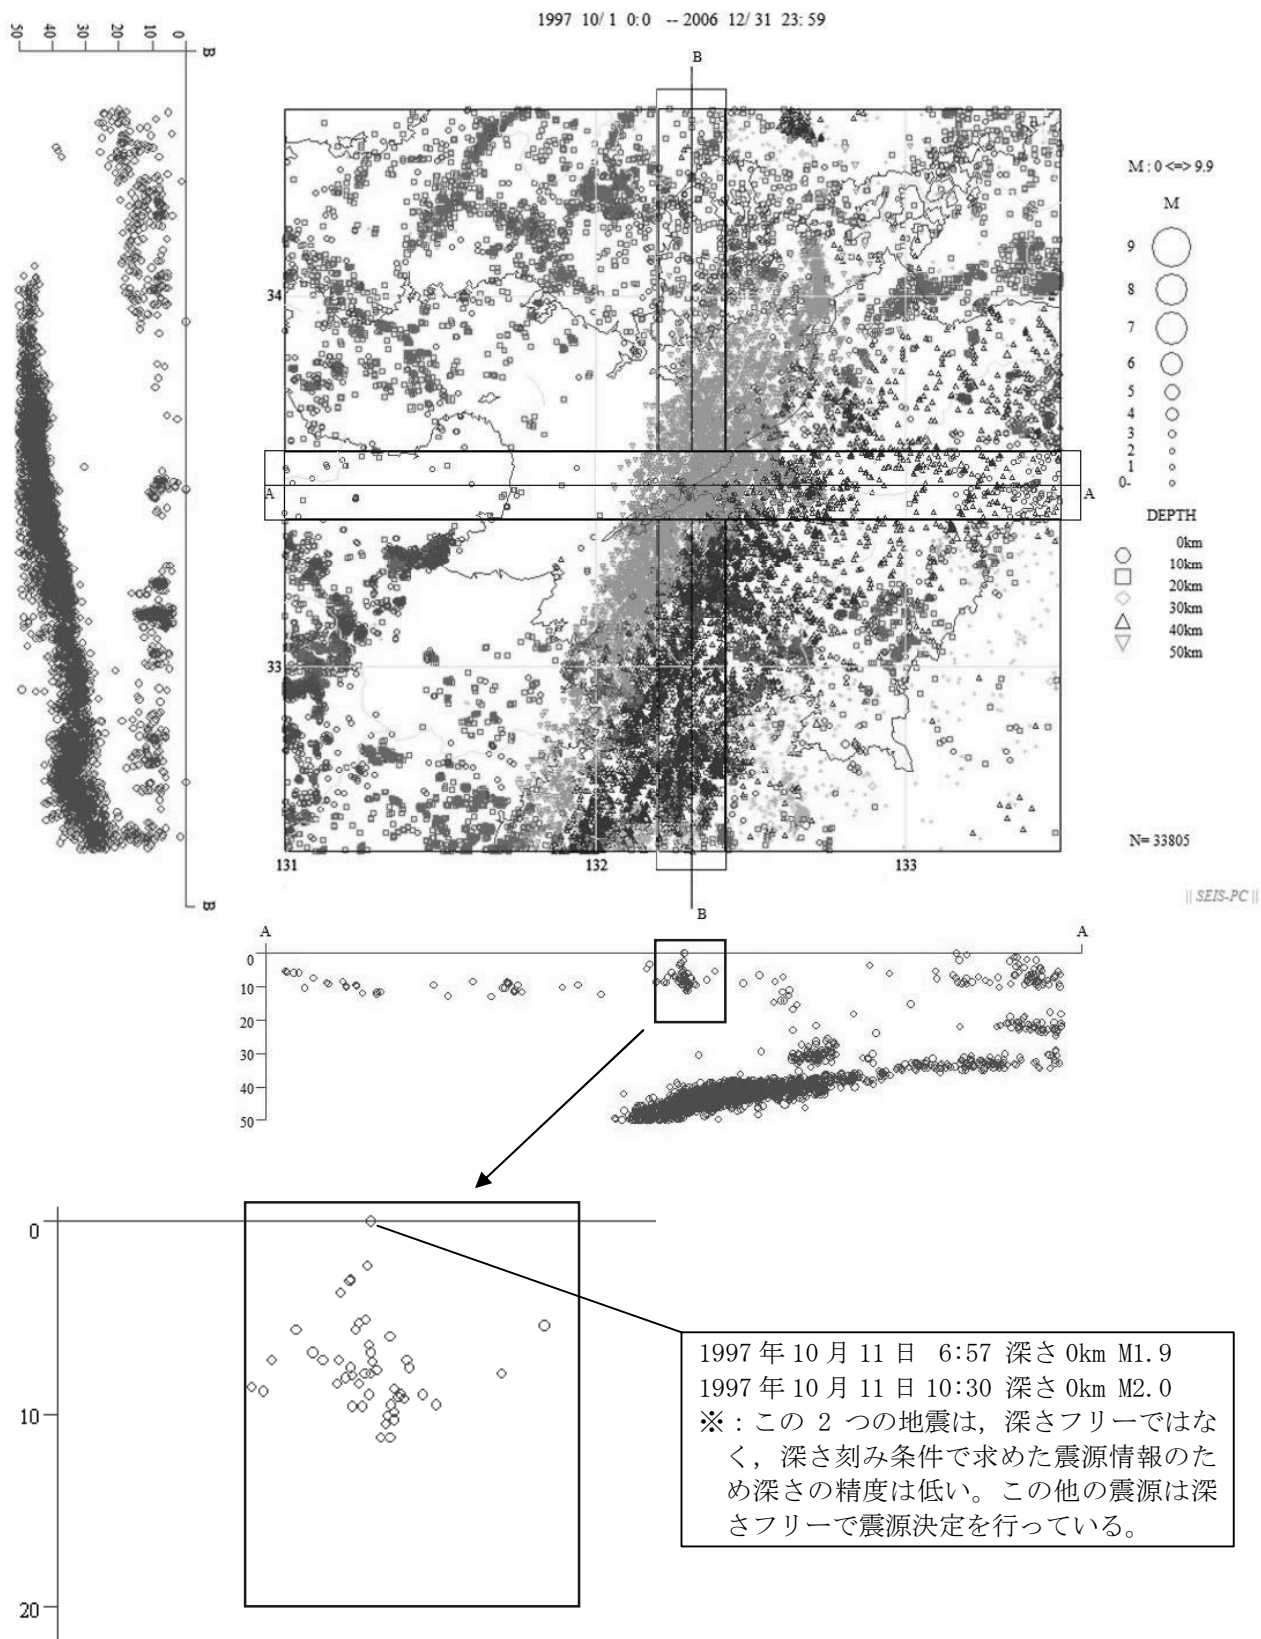 1997 10/ 1 0:0 -- 2006 12/ 31 23: 59
50 40 30 20 10 0
B
B
B
B
34
33
131 132 133
A
A
M : 0 <=> 9.9
M
9
8
7
6
5
4
3
2
1
0-
DEPTH
0km
10km
20km
30km
40km
50km
N= 33805
|| SEIS-PC ||
A
A
0
10
20
30
40
50
0
10
20
1997 年 10 月 11 日 6:57 深さ 0km M1.9
1997 年 10 月 11 日 10:30 深さ 0km M2.0
※：この 2 つの地震は，深さフリーではな
く，深さ刻み条件で求めた震源情報のた
め深さの精度は低い。この他の震源は深
さフリーで震源決定を行っている。